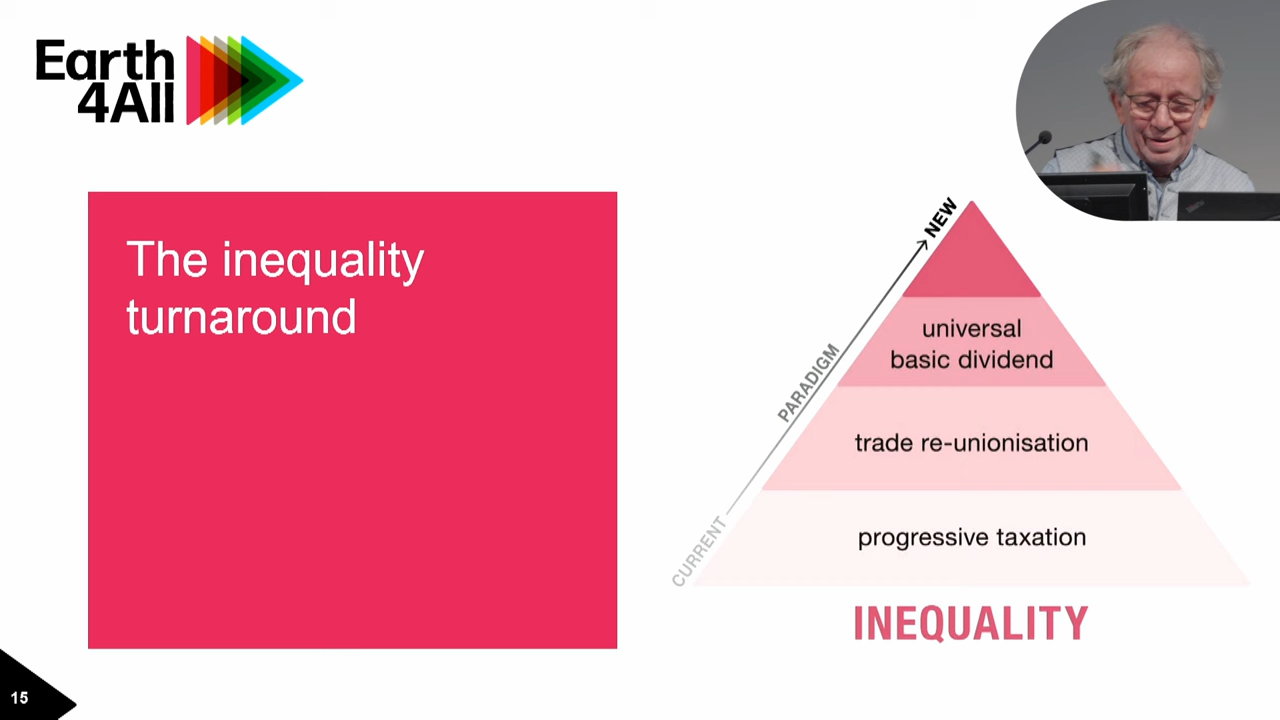 Earth
4All
The inequality
turnaround
NEW
PARADIGM
CURRENT
universal
basic dividend
trade re-unionisation
progressive taxation
INEQUALITY
15